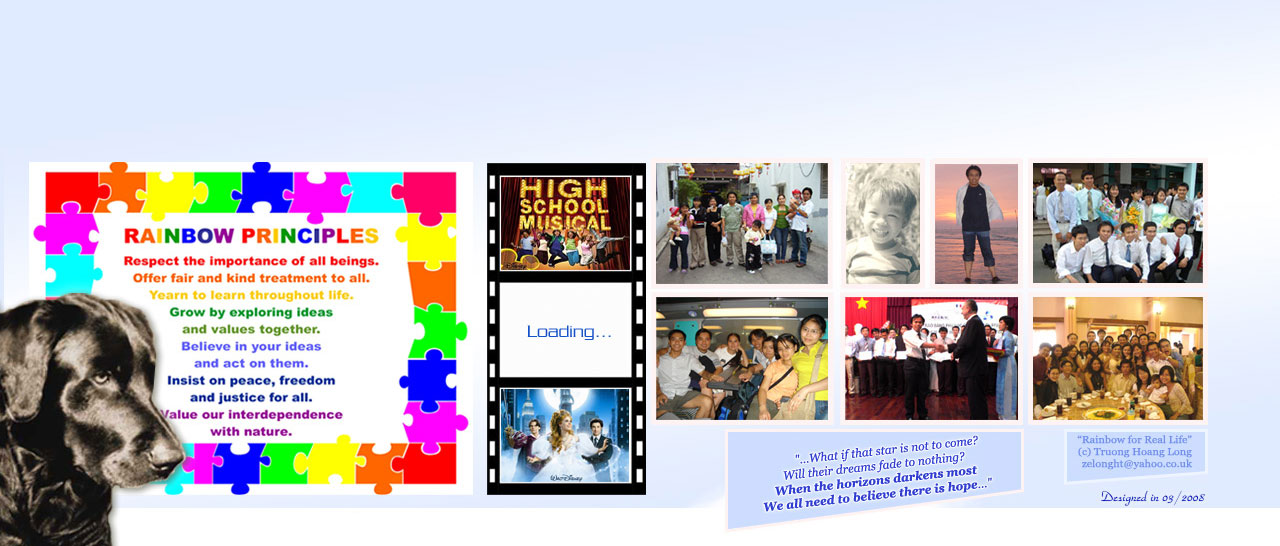 RAINBOW PRINCIPLES
Respect the importance of all beings.
Offer fair and kind treatment to all.
Yearn to learn throughout life.
Grow by exploring ideas
and values together.
Believe in your ideas
and act on them.
Insist on peace, freedom
and justice for all.
Value our interdependence
with nature.
HIGH
SCHOOL
MUSICAL
Disney
Loading...
WALT DISNEY
"...What if that star is not to come?
Will their dreams fade to nothing?
When the horizons darkens most
We all need to believe there is hope..."
"Rainbow for Real Life"
(c) Truong Hoang Long
zelonght@yahoo.co.uk
Designed in 03/2008